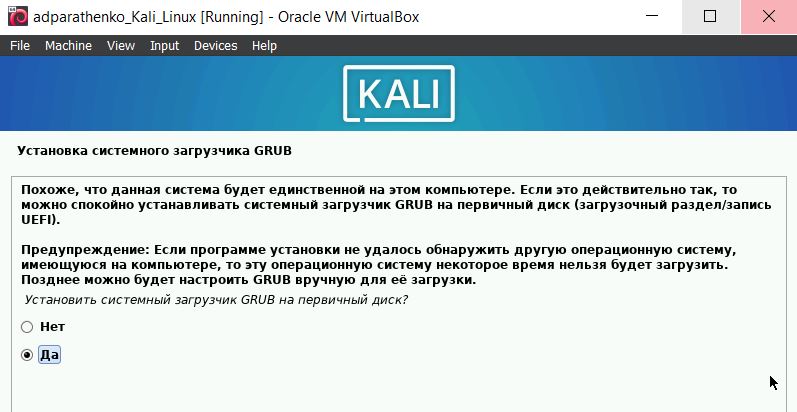 adparathenko_Kali_Linux [Running] - Oracle VM VirtualBox
File Machine View Input Devices Help
KALI
Установка системного загрузчика GRUB
Похоже, что данная система будет единственной на этом компьютере. Если это действительно так, то
можно спокойно устанавливать системный загрузчик GRUB на первичный диск (загрузочный раздел/запись
UEFI).
Предупреждение: Если программе установки не удалось обнаружить другую операционную систему,
имеющуюся на компьютере, то эту операционную систему некоторое время нельзя будет загрузить.
Позднее можно будет настроить GRUB вручную для её загрузки.
Установить системный загрузчик GRUB на первичный диск?
Нет
Да